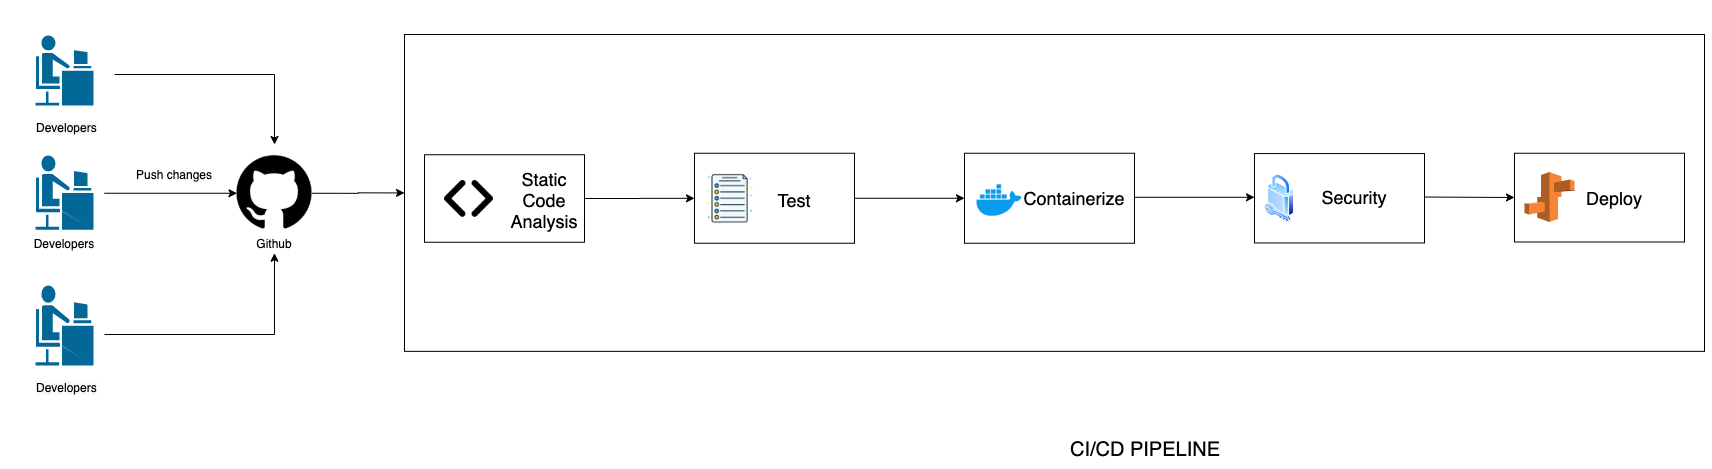 Developers
Push changes
Developers
Github
Developers
Static
Code
Analysis
Test
Containerize
Security
Deploy
CI/CD PIPELINE